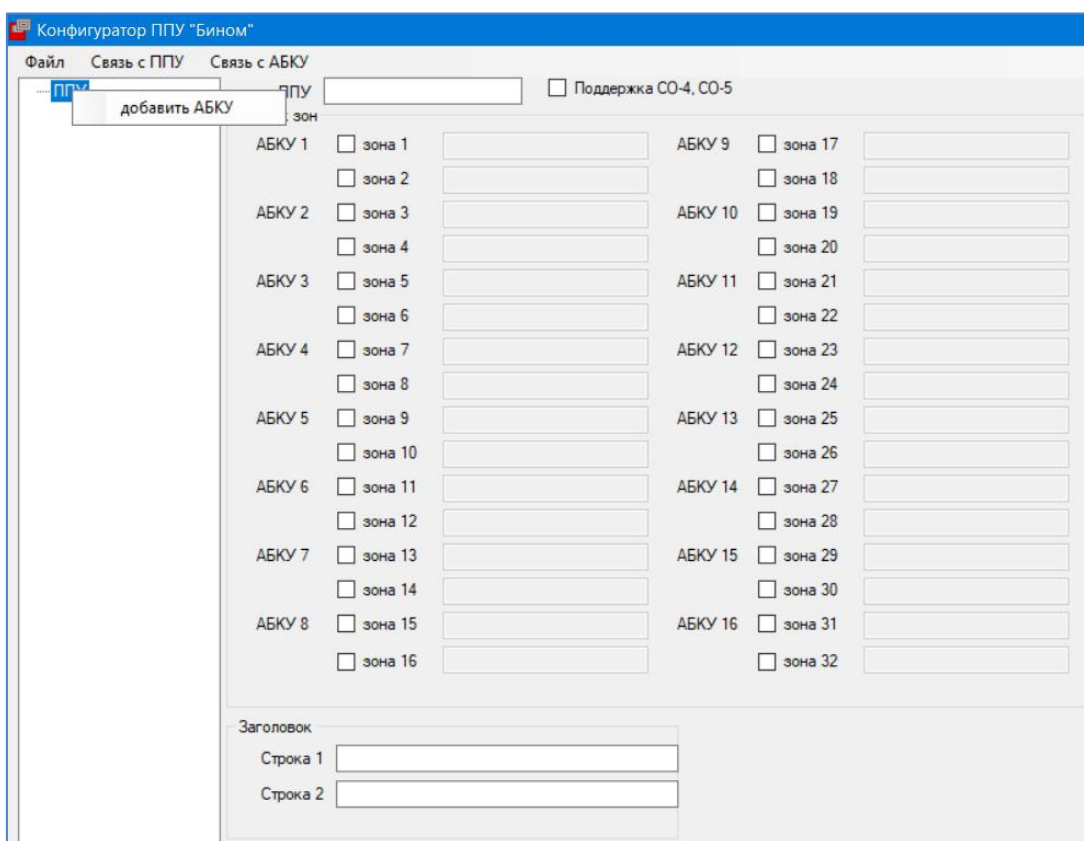 Конфигуратор ППУ "Бином"
Файл Связь с ППУ Связь с АБКУ
ППУ ППУ Поддержка СО-4, СО-5
добавить АБКУ
зон
АБКУ 1 зона 1 АБКУ 9 зона 17
зона 2 зона 18
АБКУ 2 зона 3 АБКУ 10 зона 19
зона 4 зона 20
АБКУ 3 зона 5 АБКУ 11 зона 21
зона 6 зона 22
АБКУ 4 зона 7 АБКУ 12 зона 23
зона 8 зона 24
АБКУ 5 зона 9 АБКУ 13 зона 25
зона 10 зона 26
АБКУ 6 зона 11 АБКУ 14 зона 27
зона 12 зона 28
АБКУ 7 зона 13 АБКУ 15 зона 29
зона 14 зона 30
АБКУ 8 зона 15 АБКУ 16 зона 31
зона 16 зона 32
Заголовок
Строка 1
Строка 2